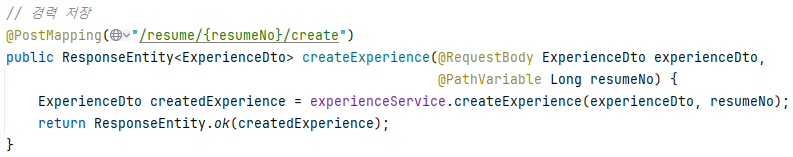 // 경력 저장
@PostMapping("/resume/{resumeNo}/create")
public ResponseEntity<ExperienceDto> createExperience(@RequestBody ExperienceDto experienceDto,
@PathVariable Long resumeNo) {
ExperienceDto createdExperience = experienceService.createExperience(experienceDto, resumeNo);
return ResponseEntity.ok(createdExperience);
}